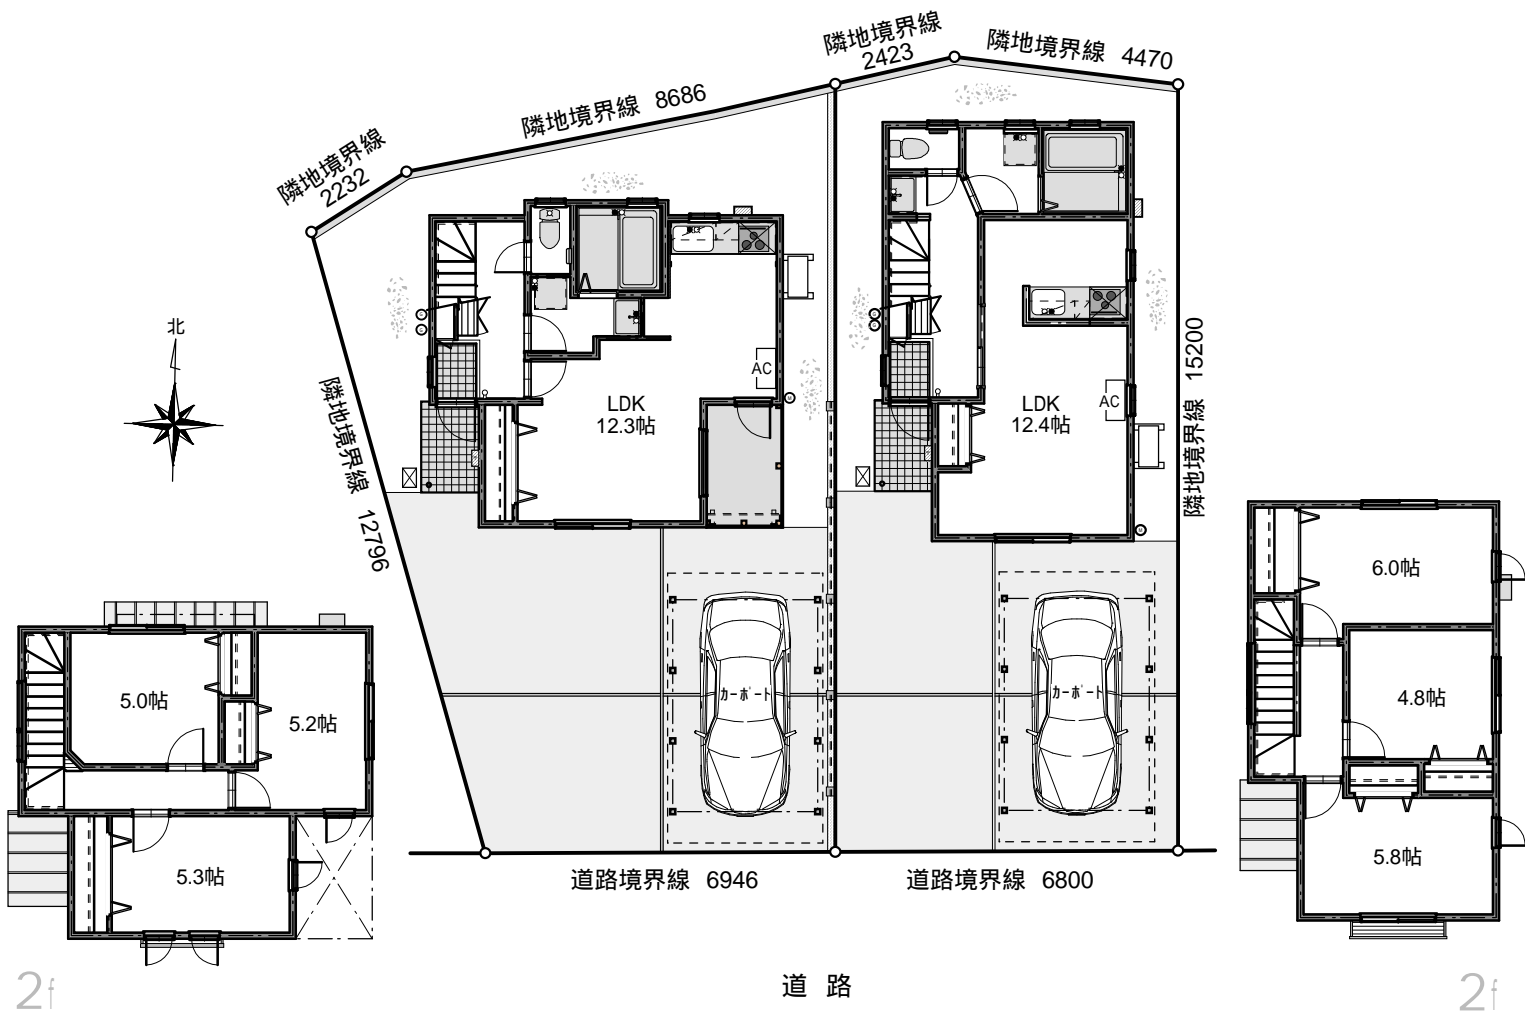 隣地境界線 2423
隣地境界線 4470
隣地境界線 8686
隣地境界線 2232
北
隣地境界線 12796
隣地境界線 15200
AC
LDK
12.3帖
AC
LDK
12.4帖
カーポート
カーポート
5.0帖
5.2帖
5.3帖
6.0帖
4.8帖
5.8帖
道路境界線 6946
道路境界線 6800
道 路
2f
2f